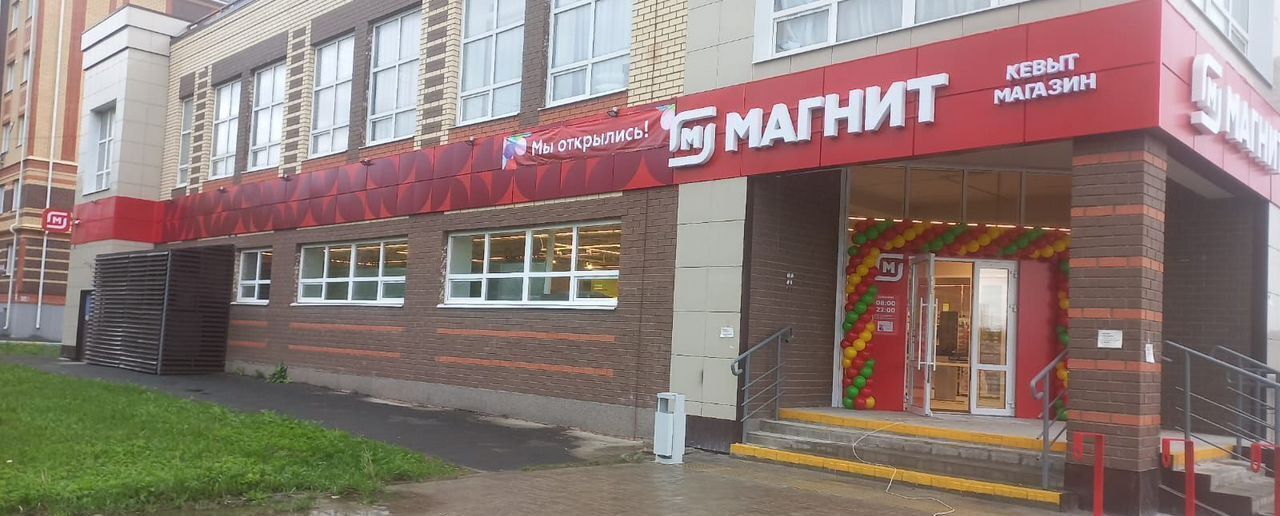 Мы открылись!
М МАГНИТ
КЕВЫТ
МАГАЗИН
М МАГНИТ
М
М
08:00
22:00